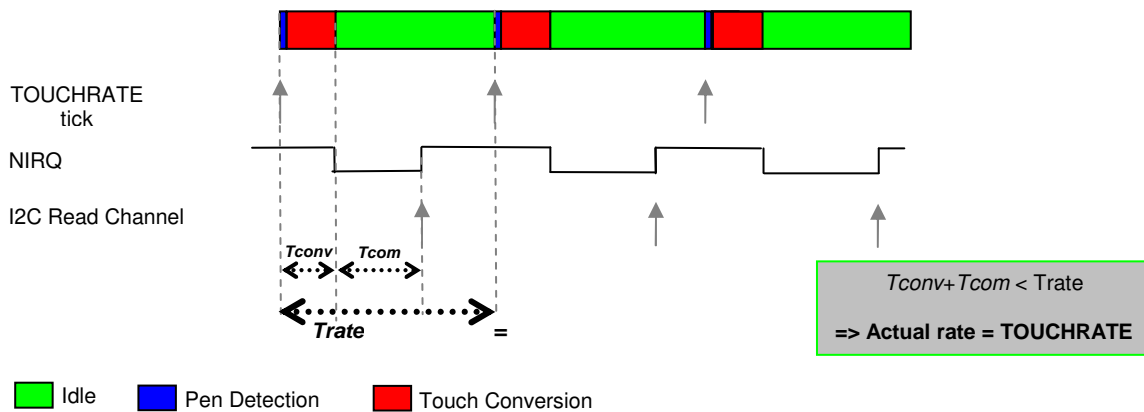 TOUCHRATE
tick
NIRQ
I2C Read Channel
Tconv Tcom
Trate =
Tconv+Tcom < Trate
=> Actual rate = TOUCHRATE
Idle Pen Detection Touch Conversion